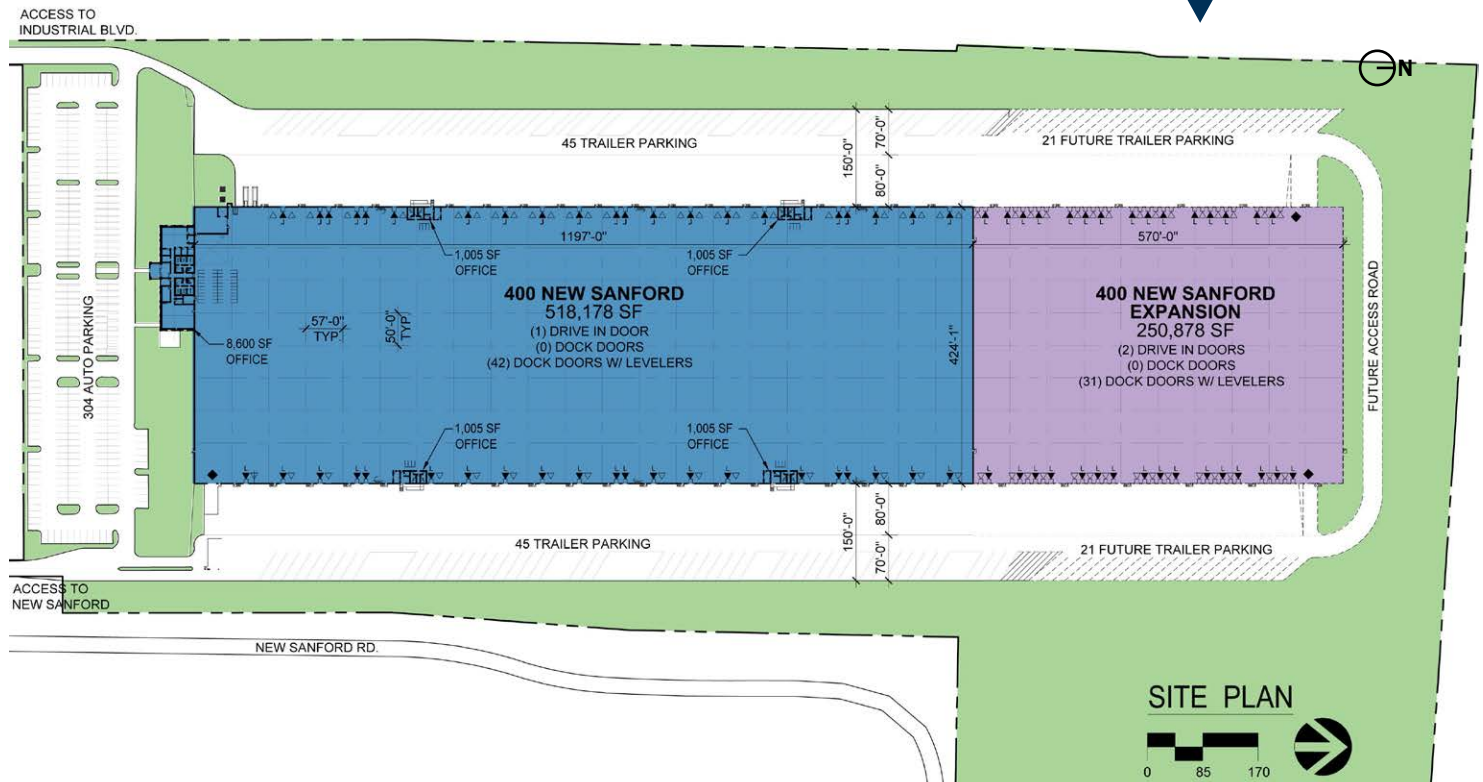 ACCESS TO
INDUSTRIAL BLVD.
N
45 TRAILER PARKING
150'-0"
70'-0"
80'-0"
21 FUTURE TRAILER PARKING
1197'-0"
570'-0"
1,005 SF
OFFICE
1,005 SF
OFFICE
400 NEW SANFORD
518,178 SF
(1) DRIVE IN DOOR
(0) DOCK DOORS
(42) DOCK DOORS W/ LEVELERS
57'-0"
TYP.
50'-0"
TYP.
8,600 SF
OFFICE
304 AUTO PARKING
424'-1"
400 NEW SANFORD
EXPANSION
250,878 SF
(2) DRIVE IN DOORS
(0) DOCK DOORS
(31) DOCK DOORS W/ LEVELERS
FUTURE ACCESS ROAD
1,005 SF
OFFICE
1,005 SF
OFFICE
45 TRAILER PARKING
150'-0"
80'-0"
70'-0"
21 FUTURE TRAILER PARKING
ACCESS TO
NEW SANFORD
NEW SANFORD RD.
SITE PLAN
0 85 170